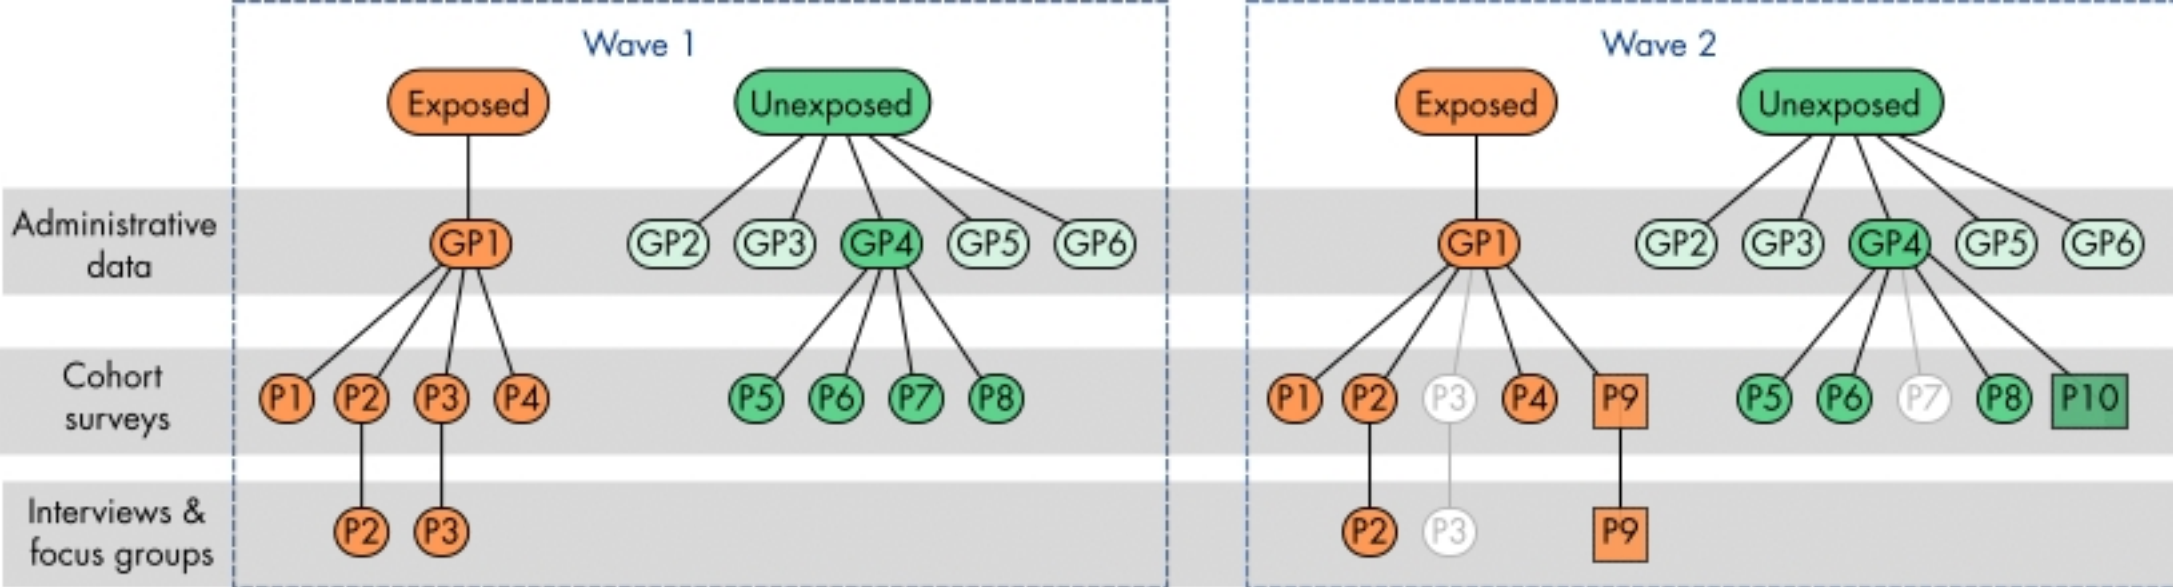 Wave 1
Wave 2
Exposed
Unexposed
Exposed
Unexposed
Administrative
data
GP1
GP2
GP3
GP4
GP5
GP6
GP1
GP2
GP3
GP4
GP5
GP6
Cohort
surveys
P1
P2
P3
P4
P5
P6
P7
P8
P1
P2
P3
P4
P9
P5
P6
P7
P8
P10
Interviews &
focus groups
P2
P3
P2
P3
P9